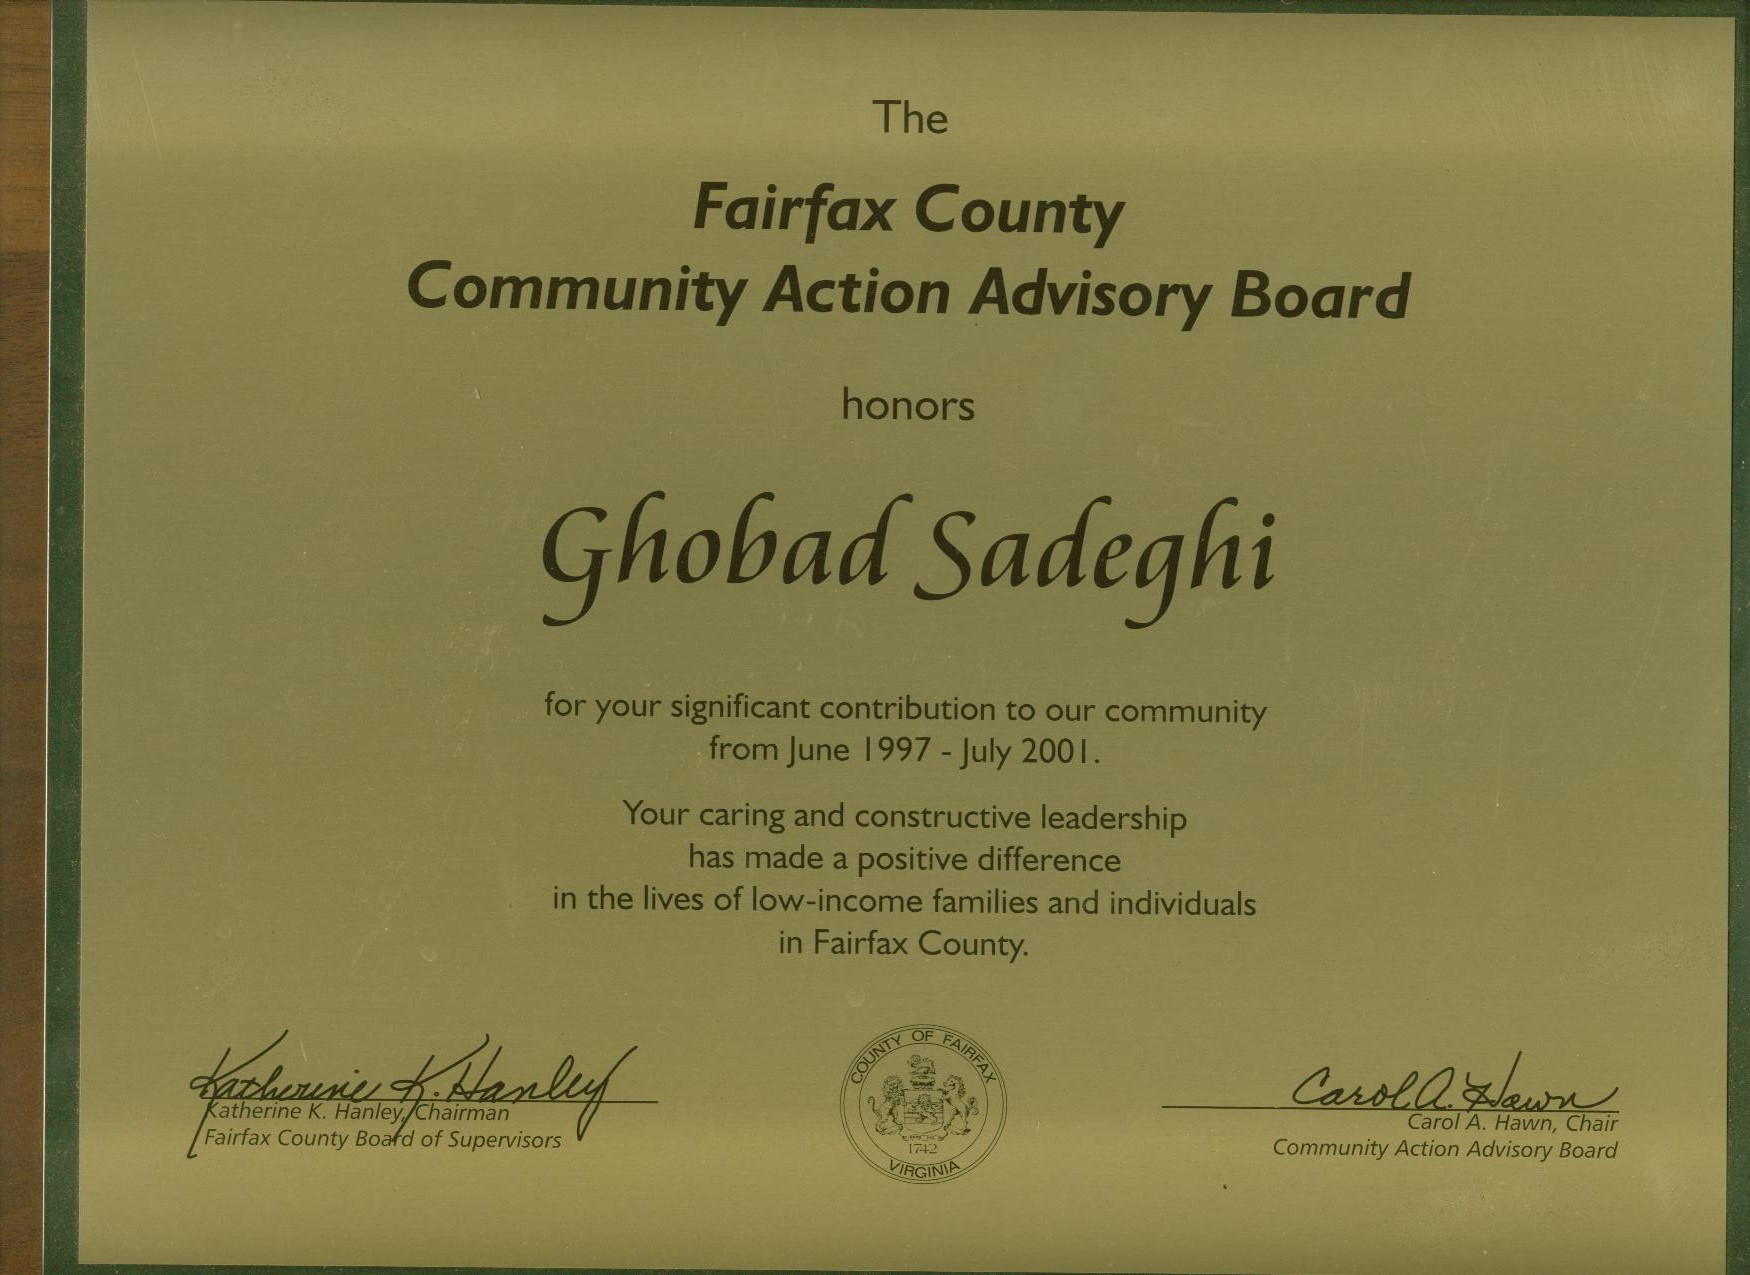 The
Fairfax County
Community Action Advisory Board
honors
Ghobad Sadeghi
for your significant contribution to our community
from June 1997 - July 2001.
Your caring and constructive leadership
has made a positive difference
in the lives of low-income families and individuals
in Fairfax County.
Katherine K. Hanley
Katherine K. Hanley, Chairman
Fairfax County Board of Supervisors
COUNTY OF FAIRFAX
1742
VIRGINIA
Carol A. Hawn
Carol A. Hawn, Chair
Community Action Advisory Board